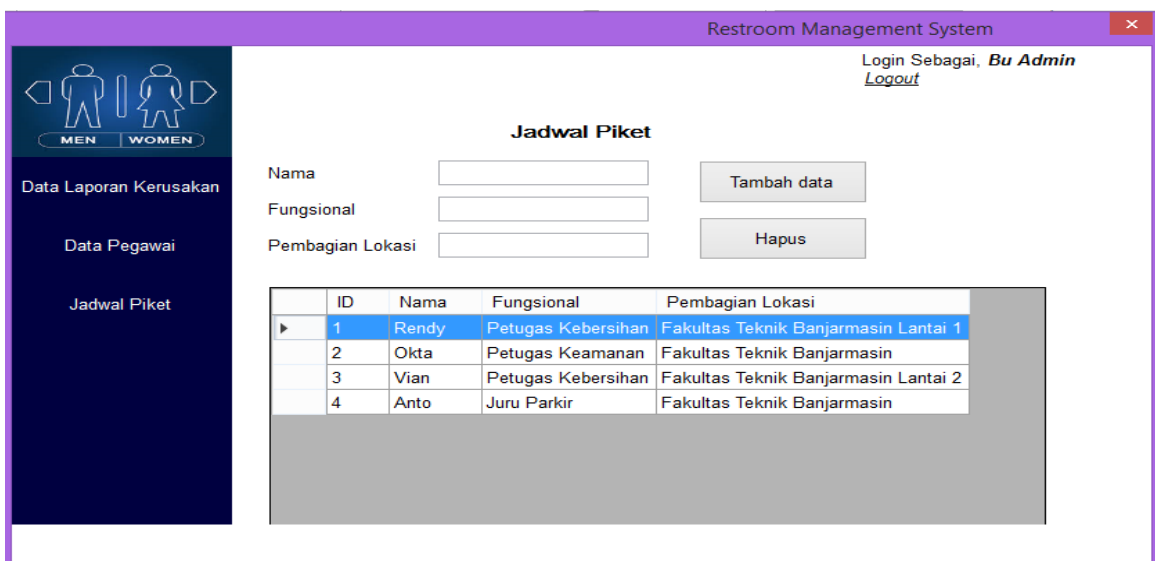 Restroom Management System
×
Login Sebagai, Bu Admin
Logout
MEN WOMEN
Data Laporan Kerusakan
Data Pegawai
Jadwal Piket
Jadwal Piket
Nama
Fungsional
Pembagian Lokasi
Tambah data
Hapus
ID Nama Fungsional Pembagian Lokasi
1 Rendy Petugas Kebersihan Fakultas Teknik Banjarmasin Lantai 1
2 Okta Petugas Keamanan Fakultas Teknik Banjarmasin
3 Vian Petugas Kebersihan Fakultas Teknik Banjarmasin Lantai 2
4 Anto Juru Parkir Fakultas Teknik Banjarmasin